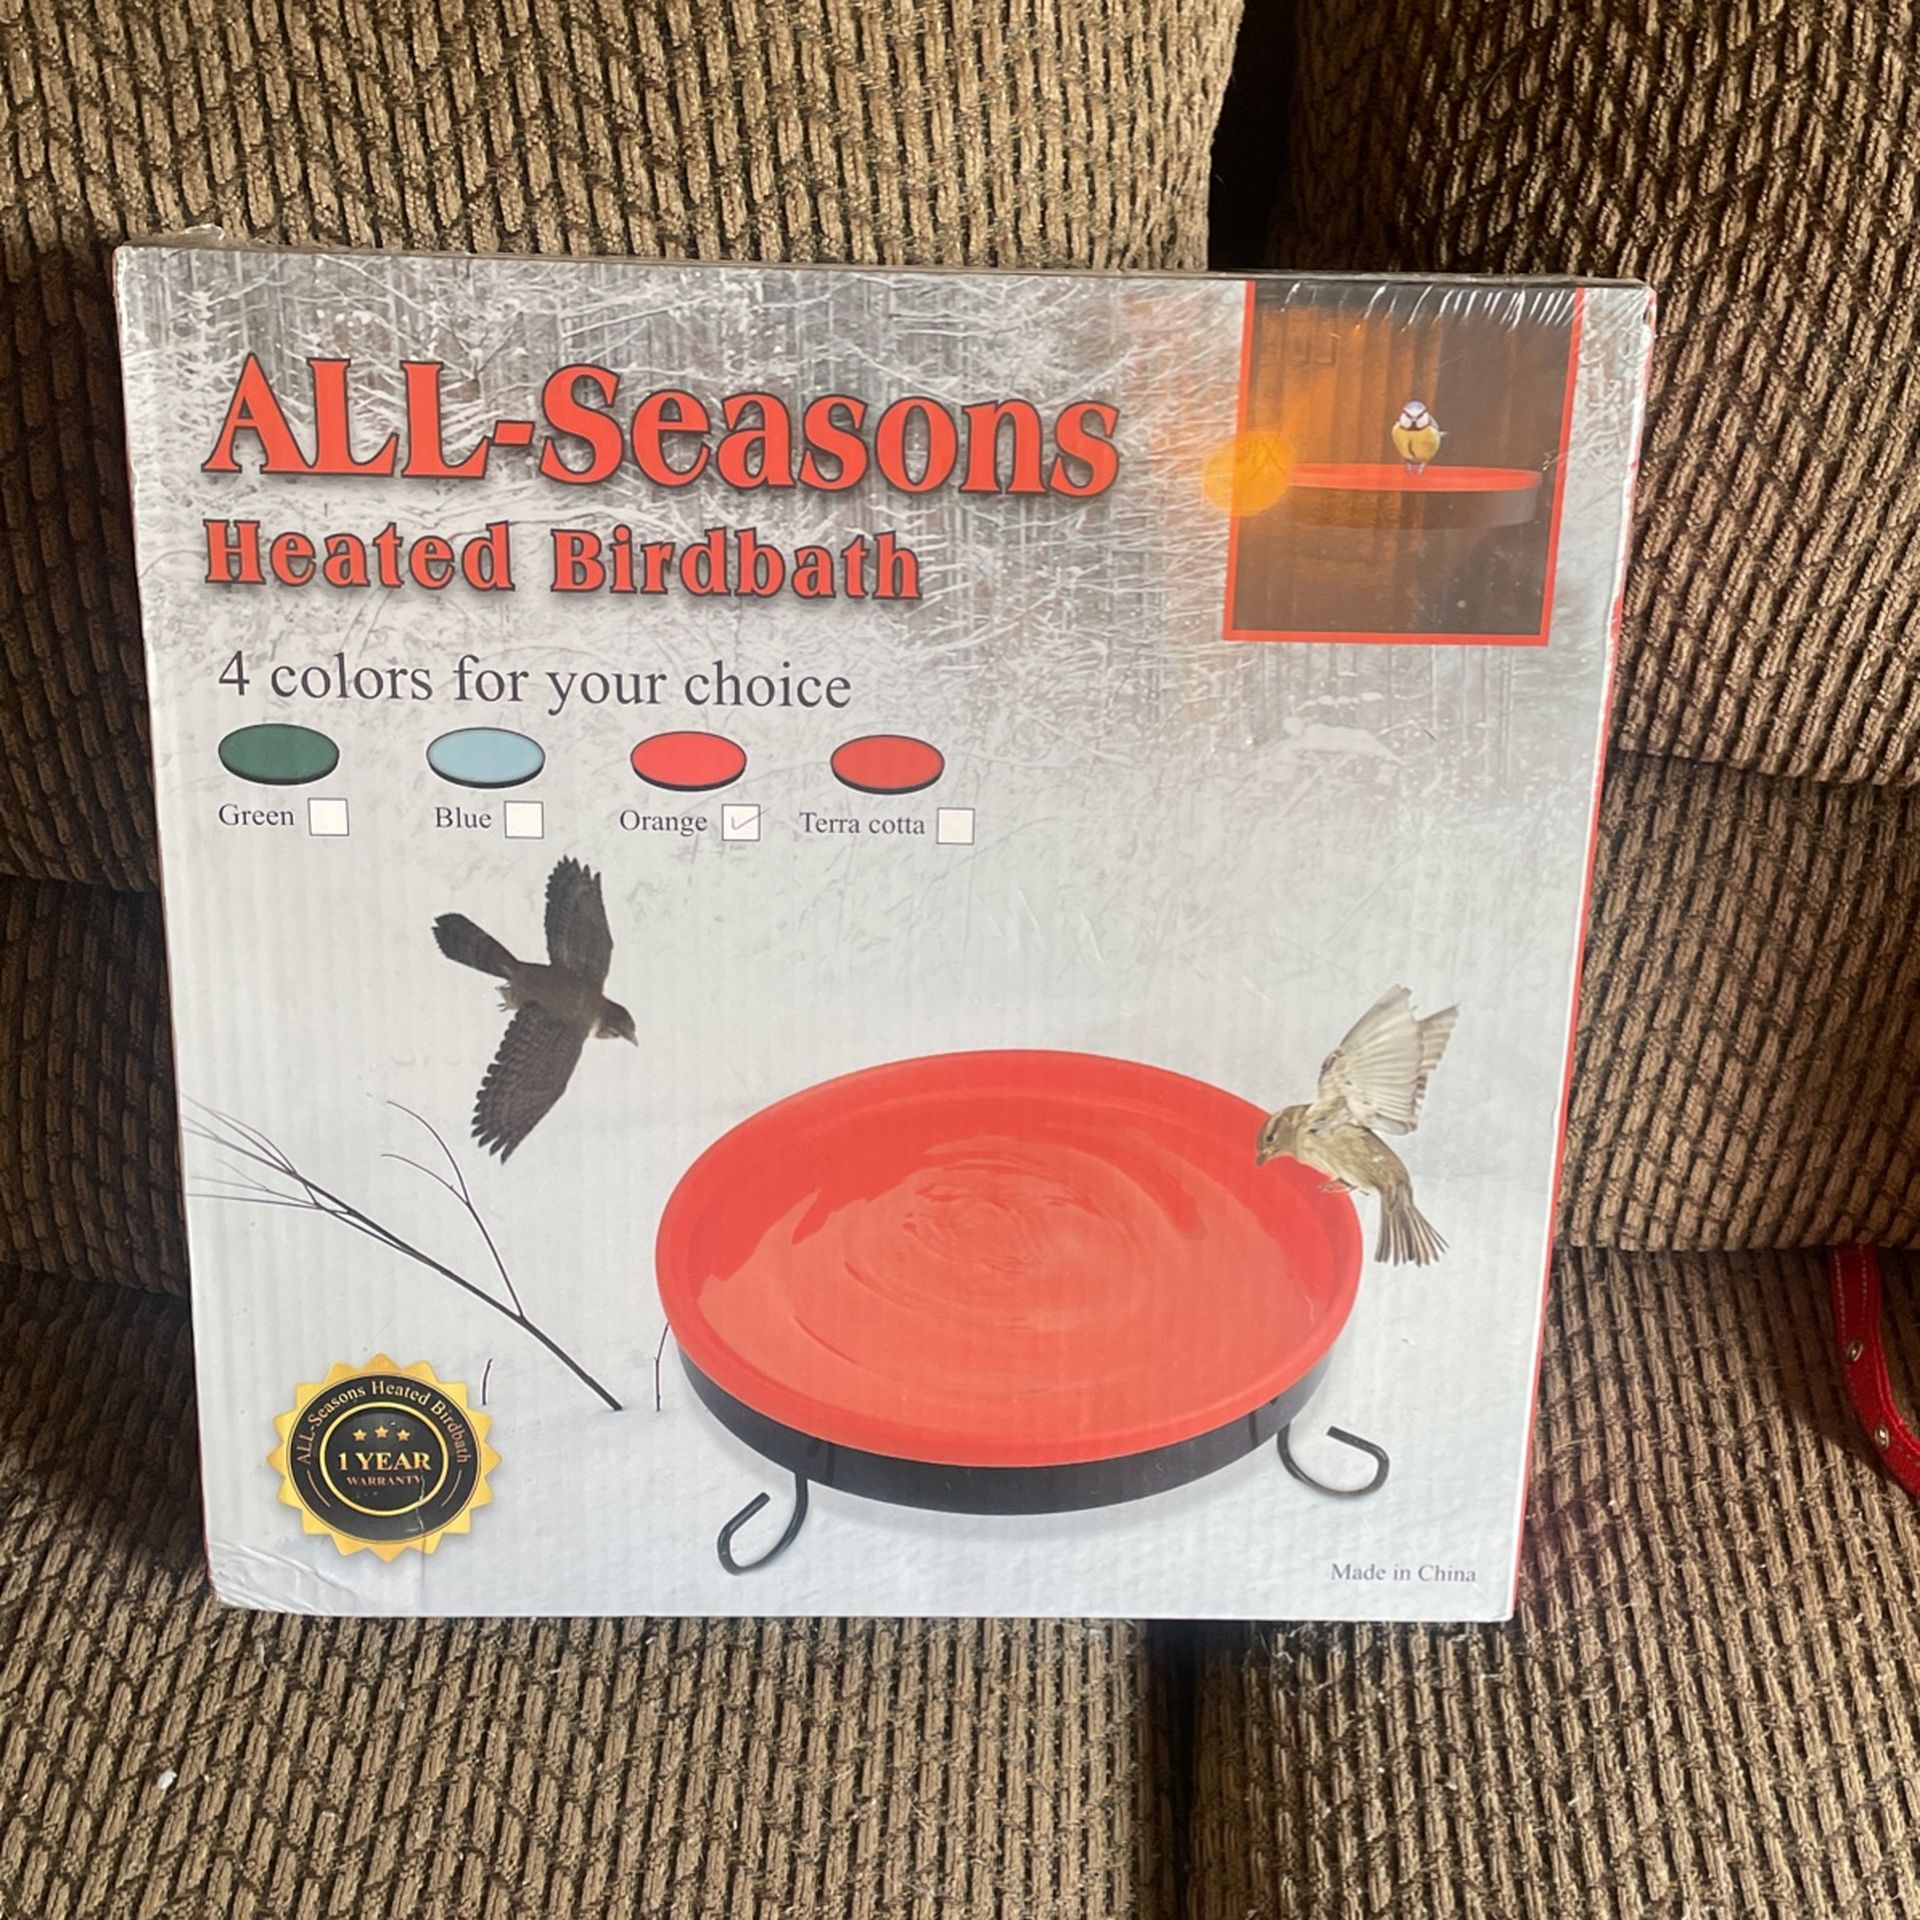 ALL-Seasons
Heated Birdbath
4 colors for your choice
Green
Blue
Orange
Terra cotta
ALL-Seasons Heated Birdbath
1 YEAR
WARRANTY
Made in China